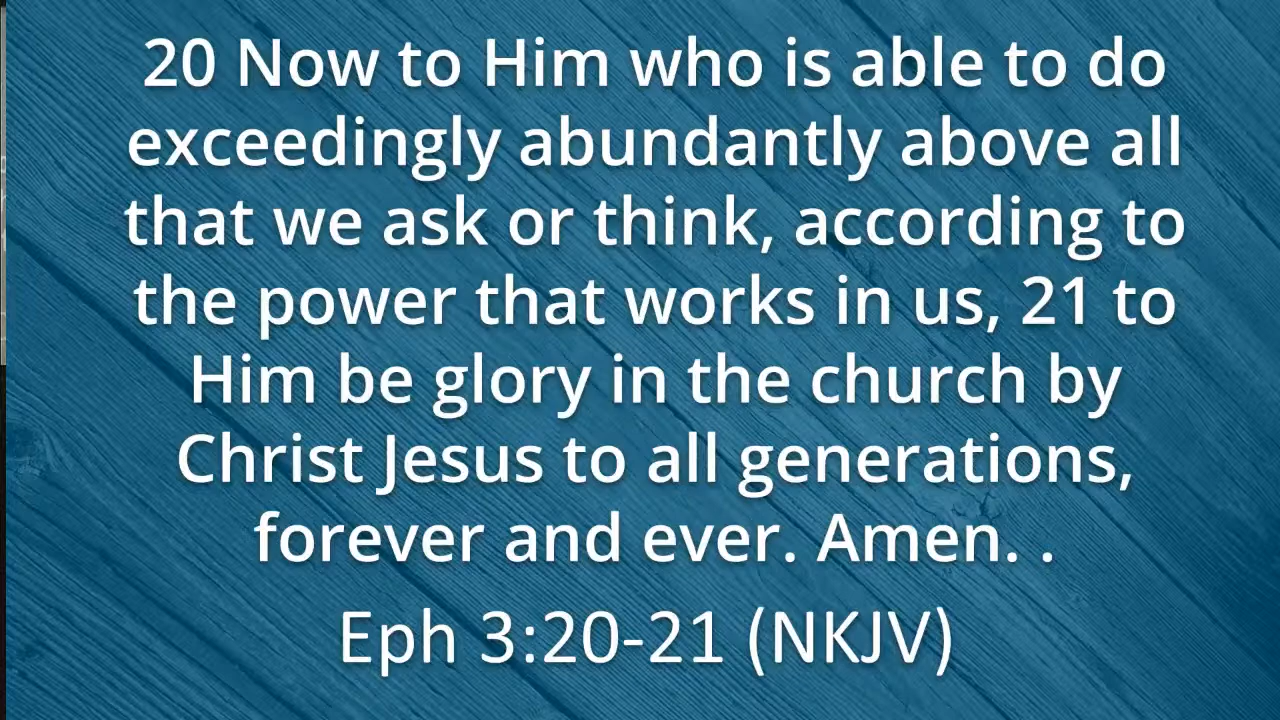 20 Now to Him who is able to do
exceedingly abundantly above all
that we ask or think, according to
the power that works in us, 21 to
Him be glory in the church by
Christ Jesus to all generations,
forever and ever. Amen. .
Eph 3:20-21 (NKJV)